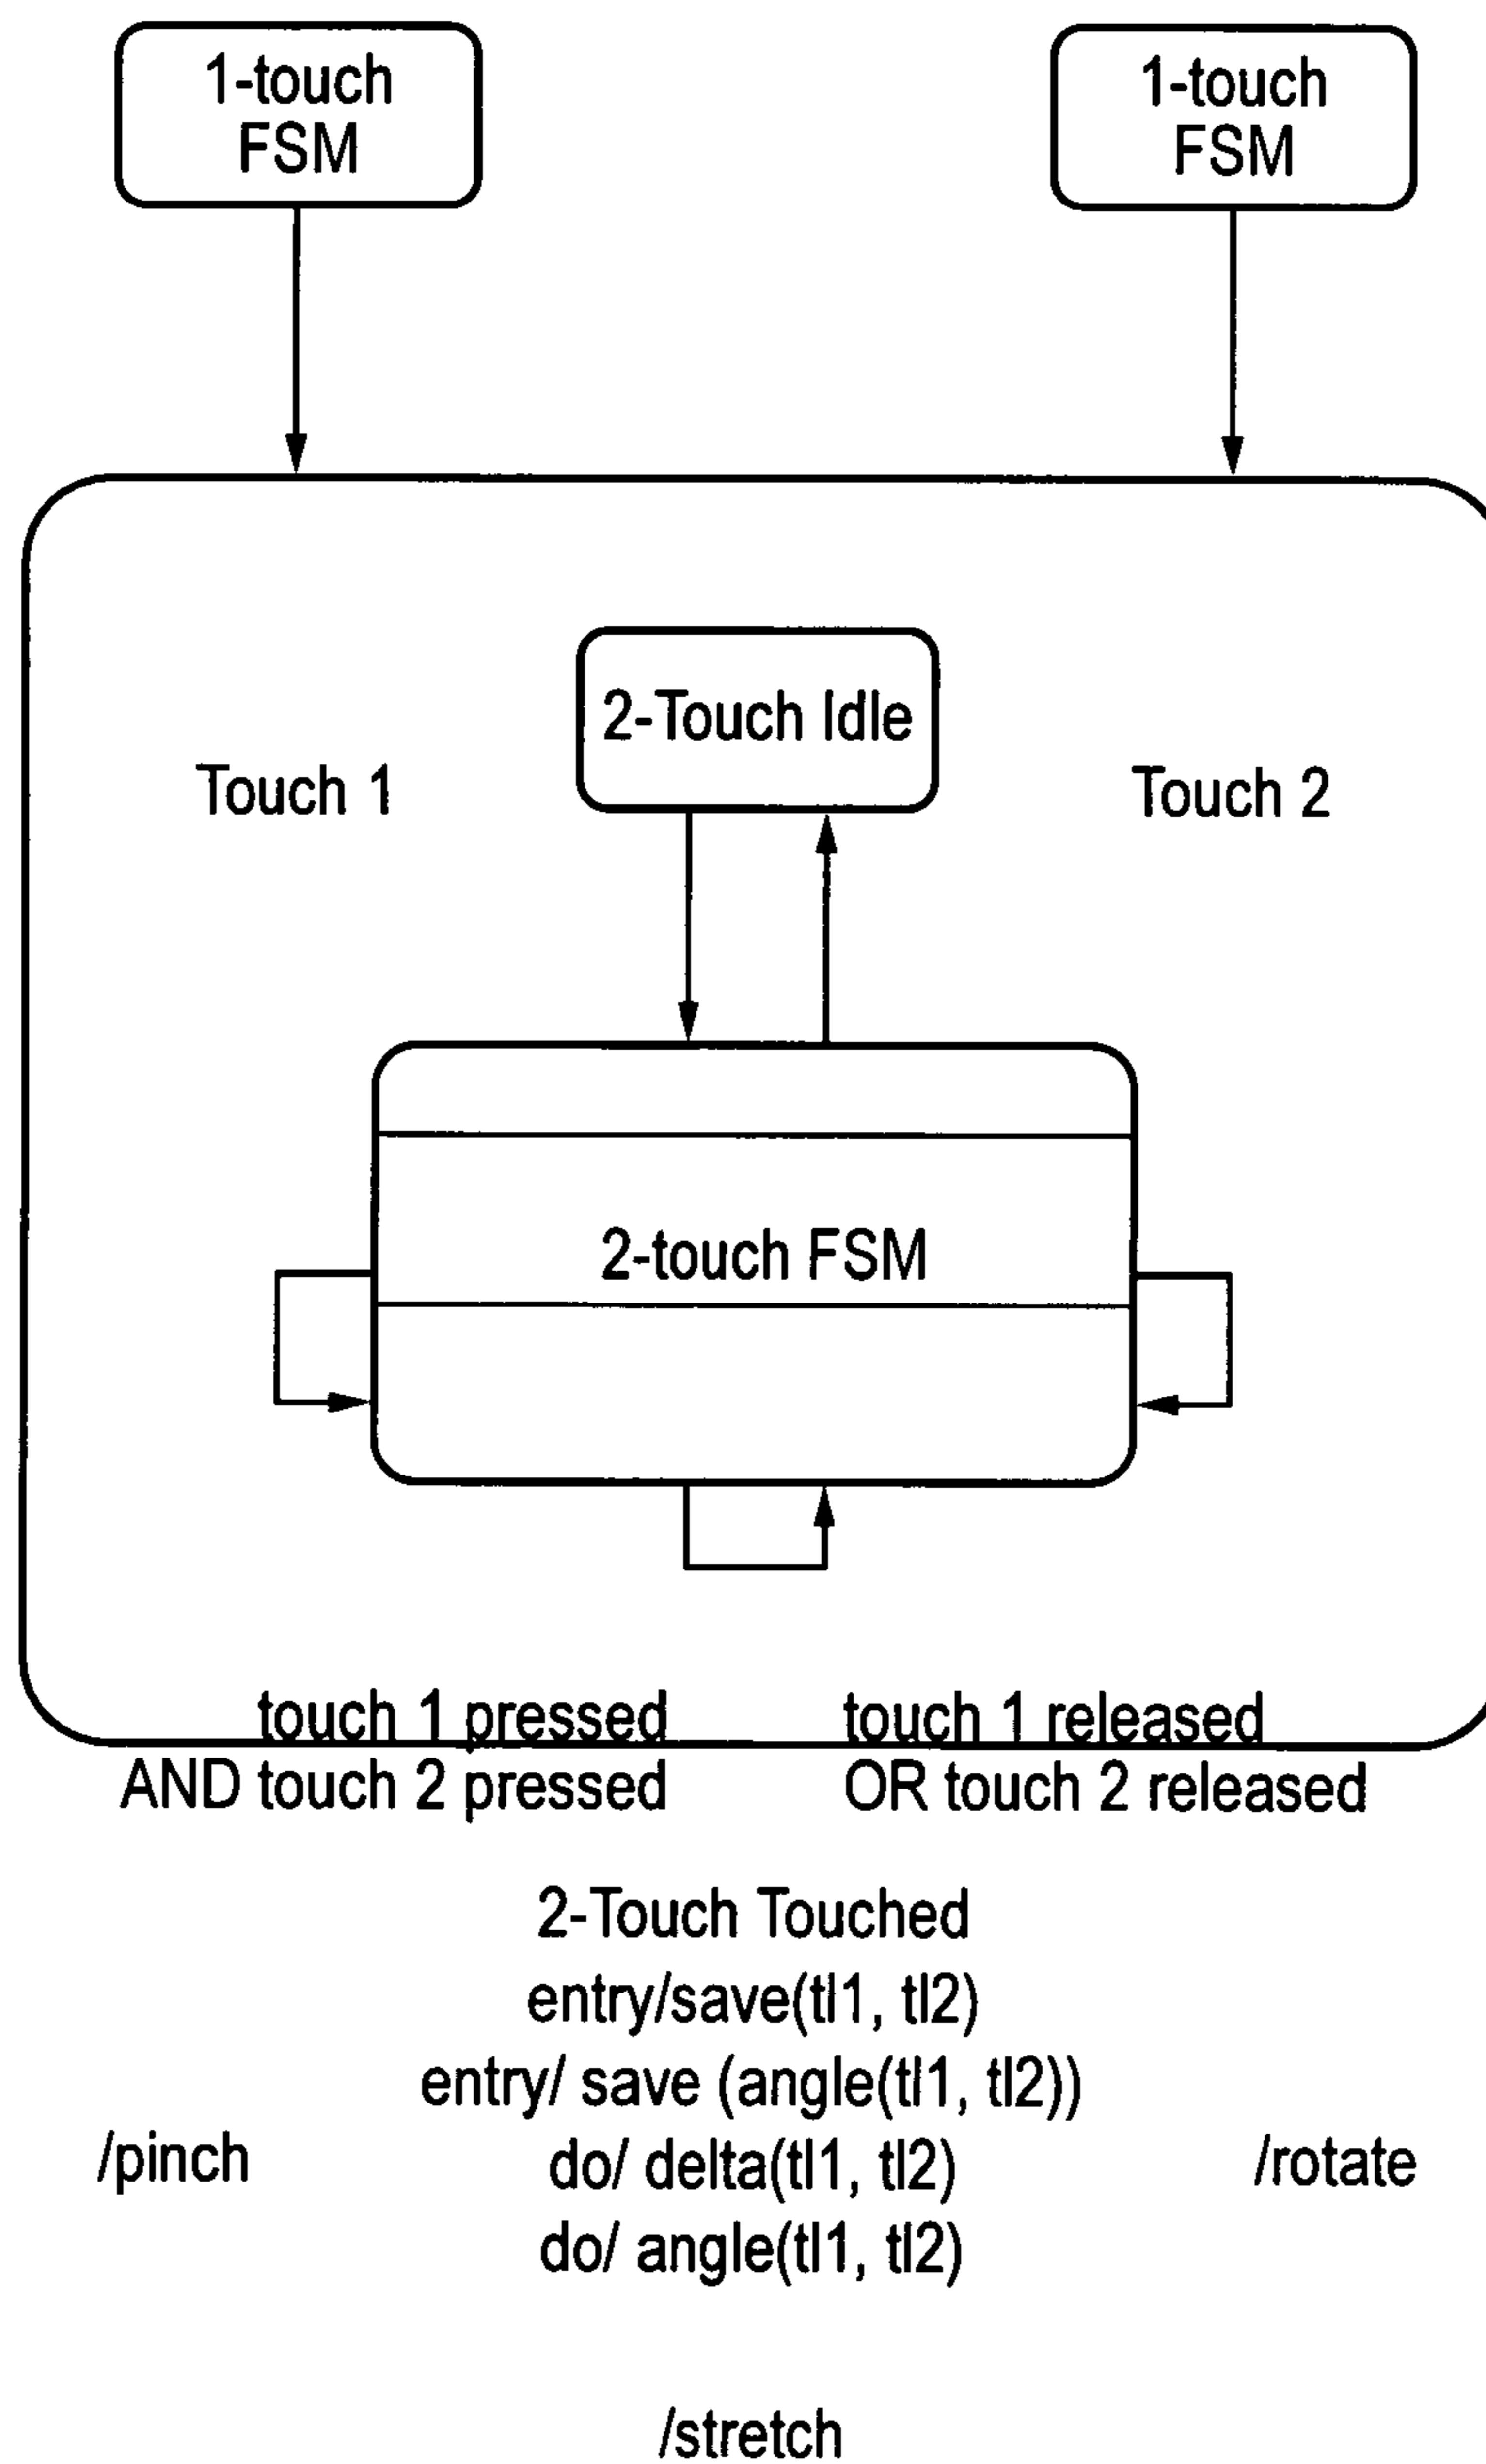 1-touch
FSM
1-touch
FSM
2-Touch Idle
Touch 1
Touch 2
2-touch FSM
touch 1 pressed
AND touch 2 pressed
touch 1 released
OR touch 2 released
2-Touch Touched
entry/save(tl1, tl2)
entry/ save (angle(tl1, tl2))
/pinch
do/ delta(tl1, tl2)
/rotate
do/ angle(tl1, tl2)
/stretch